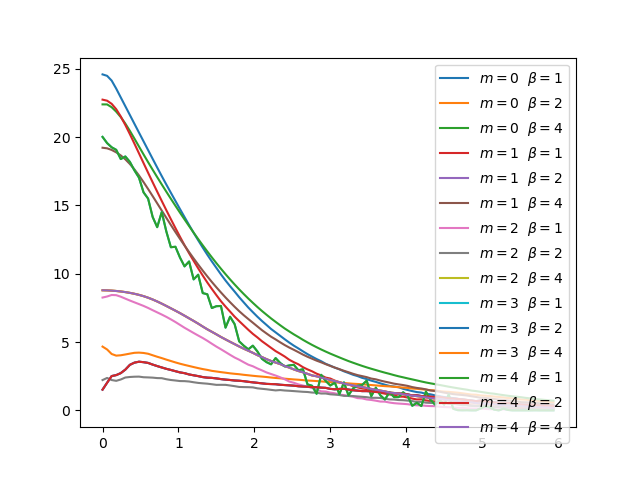 25
20
15
10
5
0
0 1 2 3 4 5 6
m = 0 β = 1
m = 0 β = 2
m = 0 β = 4
m = 1 β = 1
m = 1 β = 2
m = 1 β = 4
m = 2 β = 1
m = 2 β = 2
m = 2 β = 4
m = 3 β = 1
m = 3 β = 2
m = 3 β = 4
m = 4 β = 1
m = 4 β = 2
m = 4 β = 4